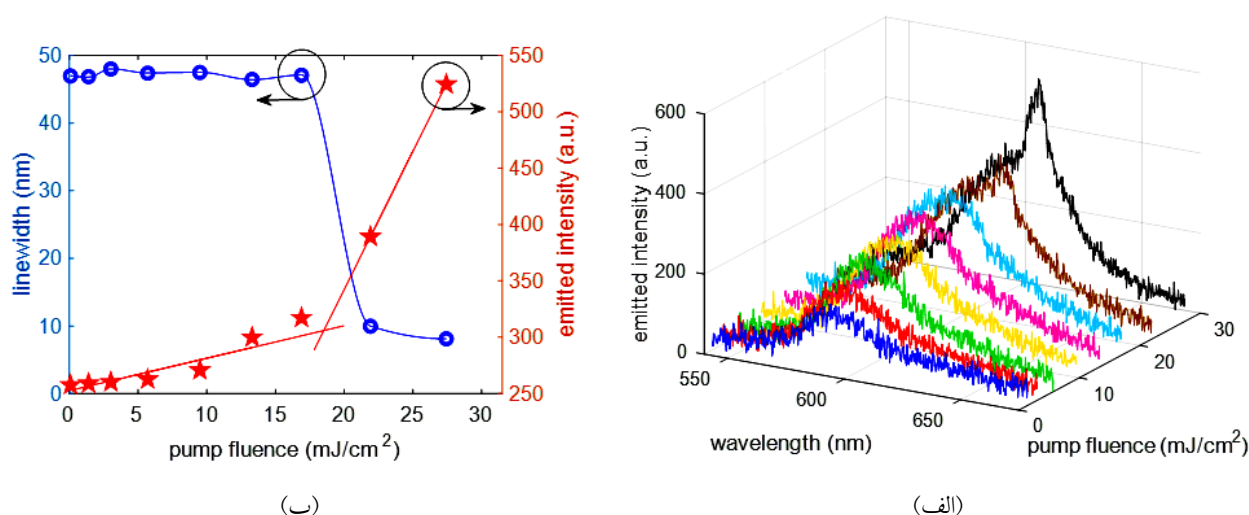 50
40
30
20
10
0
linewidth (nm)
550
500
450
400
350
300
250
emitted intensity (a.u.)
0 5 10 15 20 25 30
pump fluence (mJ/cm²)
(ب)
600
400
200
0
emitted intensity (a.u.)
550
600
650
wavelength (nm)
0
10
20
30
pump fluence (mJ/cm²)
(الف)